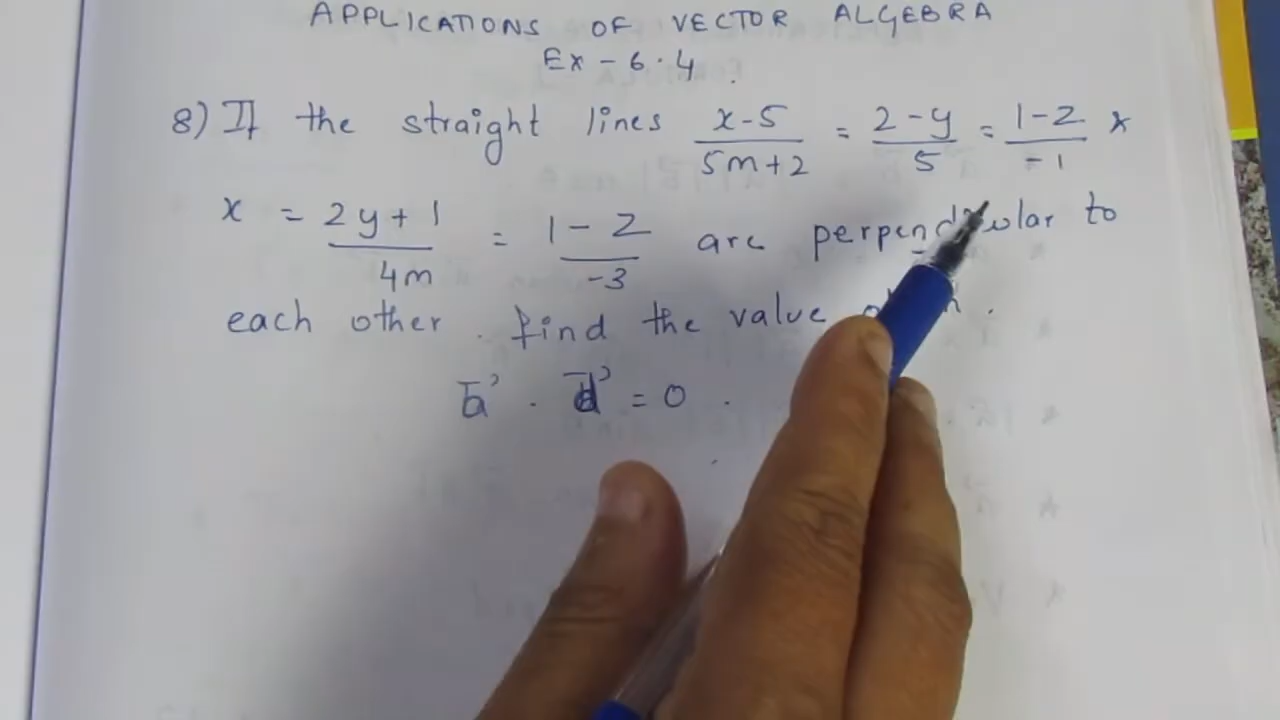 APPLICATIONS OF VECTOR ALGEBRA
Ex - 6.4
8) If the straight lines (x-5)/(5m+2) = (2-y)/5 = (1-z)/-1 &
x = (2y+1)/4m = (1-z)/-3 are perpendicular to
each other. find the value
b⃗ . d⃗ = 0